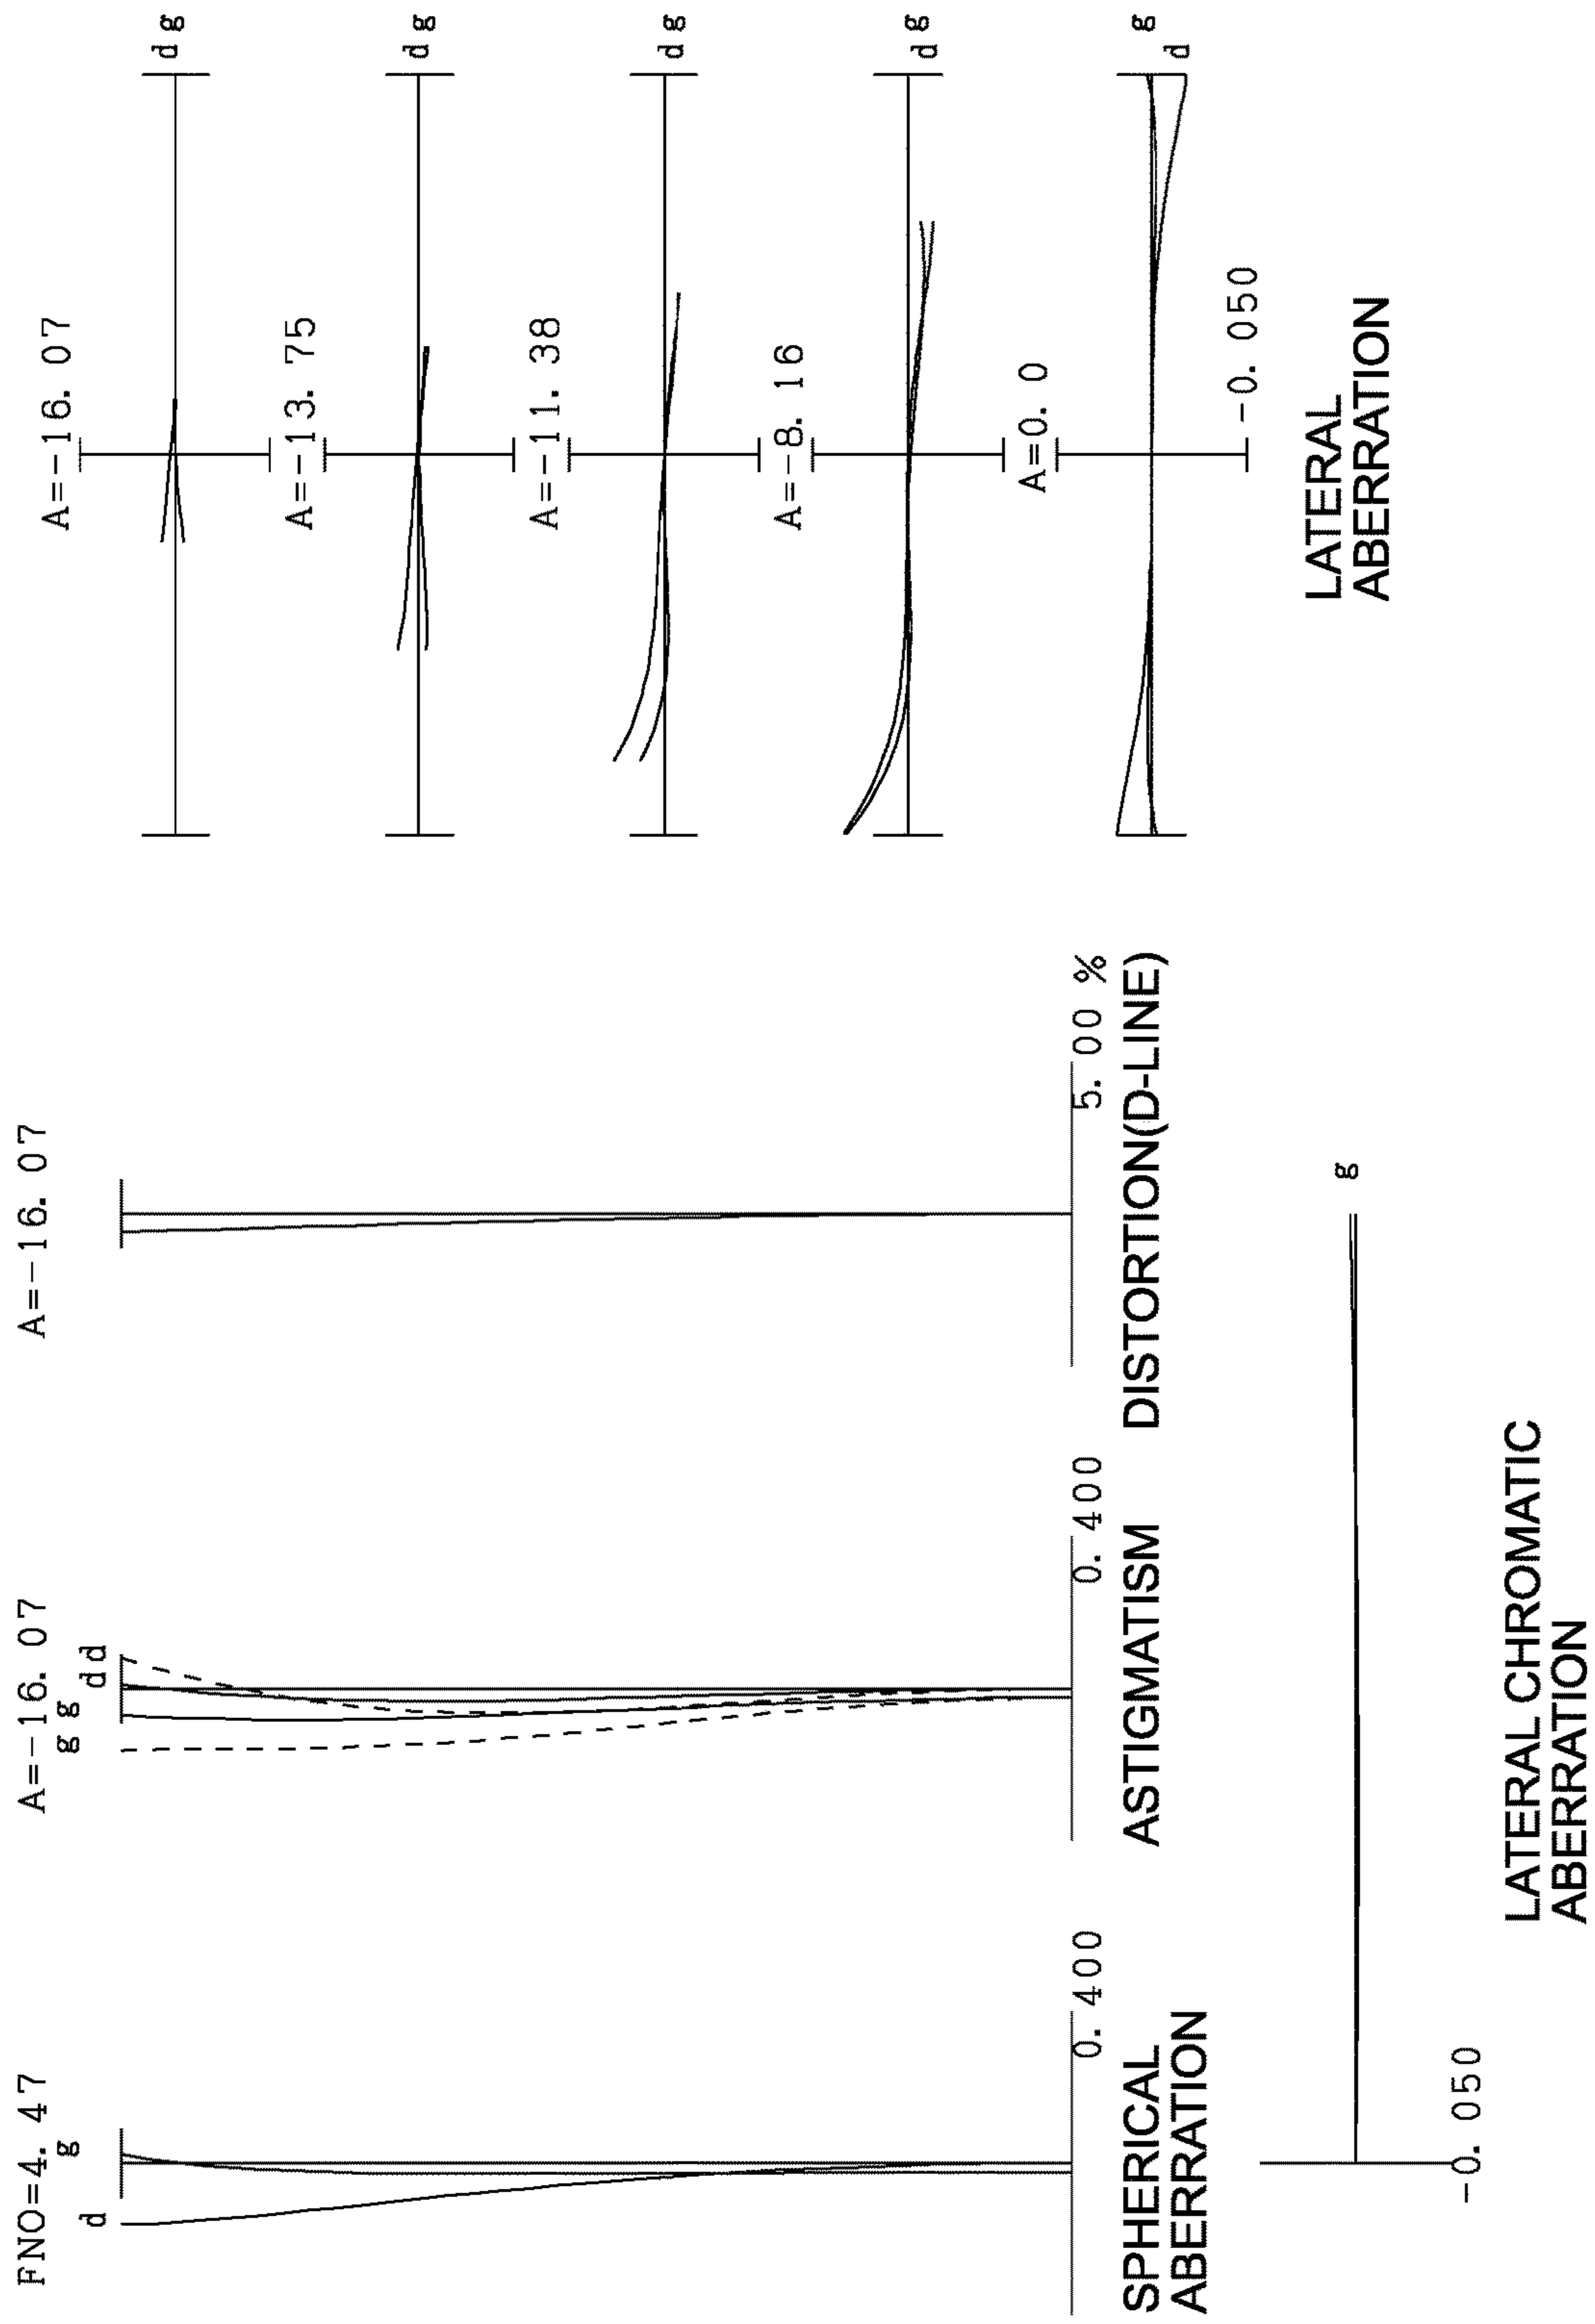 FNO=4. 47
d
g
0. 400
SPHERICAL
ABERRATION
A=-16. 07
g g
d d
0. 400
ASTIGMATISM
A=-16. 07
5. 00 %
DISTORTION(D-LINE)
g
-0. 050
LATERAL CHROMATIC
ABERRATION
A=-16. 07
d g
A=-13. 75
d g
A=-11. 38
d g
A=-8. 16
d g
A=0. 0
g
d
-0. 050
LATERAL
ABERRATION